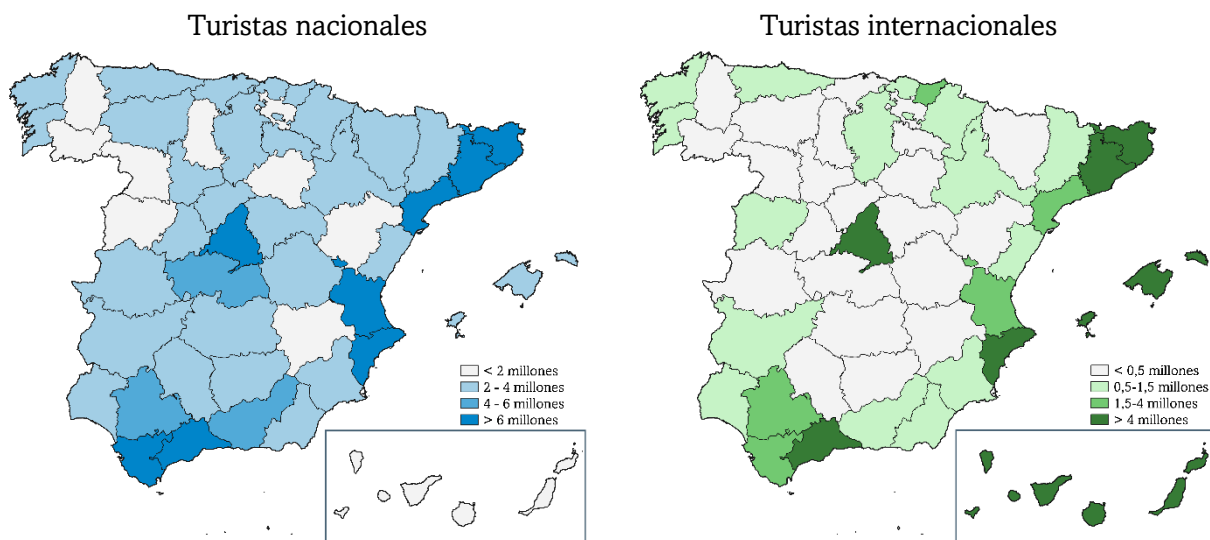 Turistas nacionales
< 2 millones
2 - 4 millones
4 - 6 millones
> 6 millones
Turistas internacionales
< 0,5 millones
0,5-1,5 millones
1,5-4 millones
> 4 millones